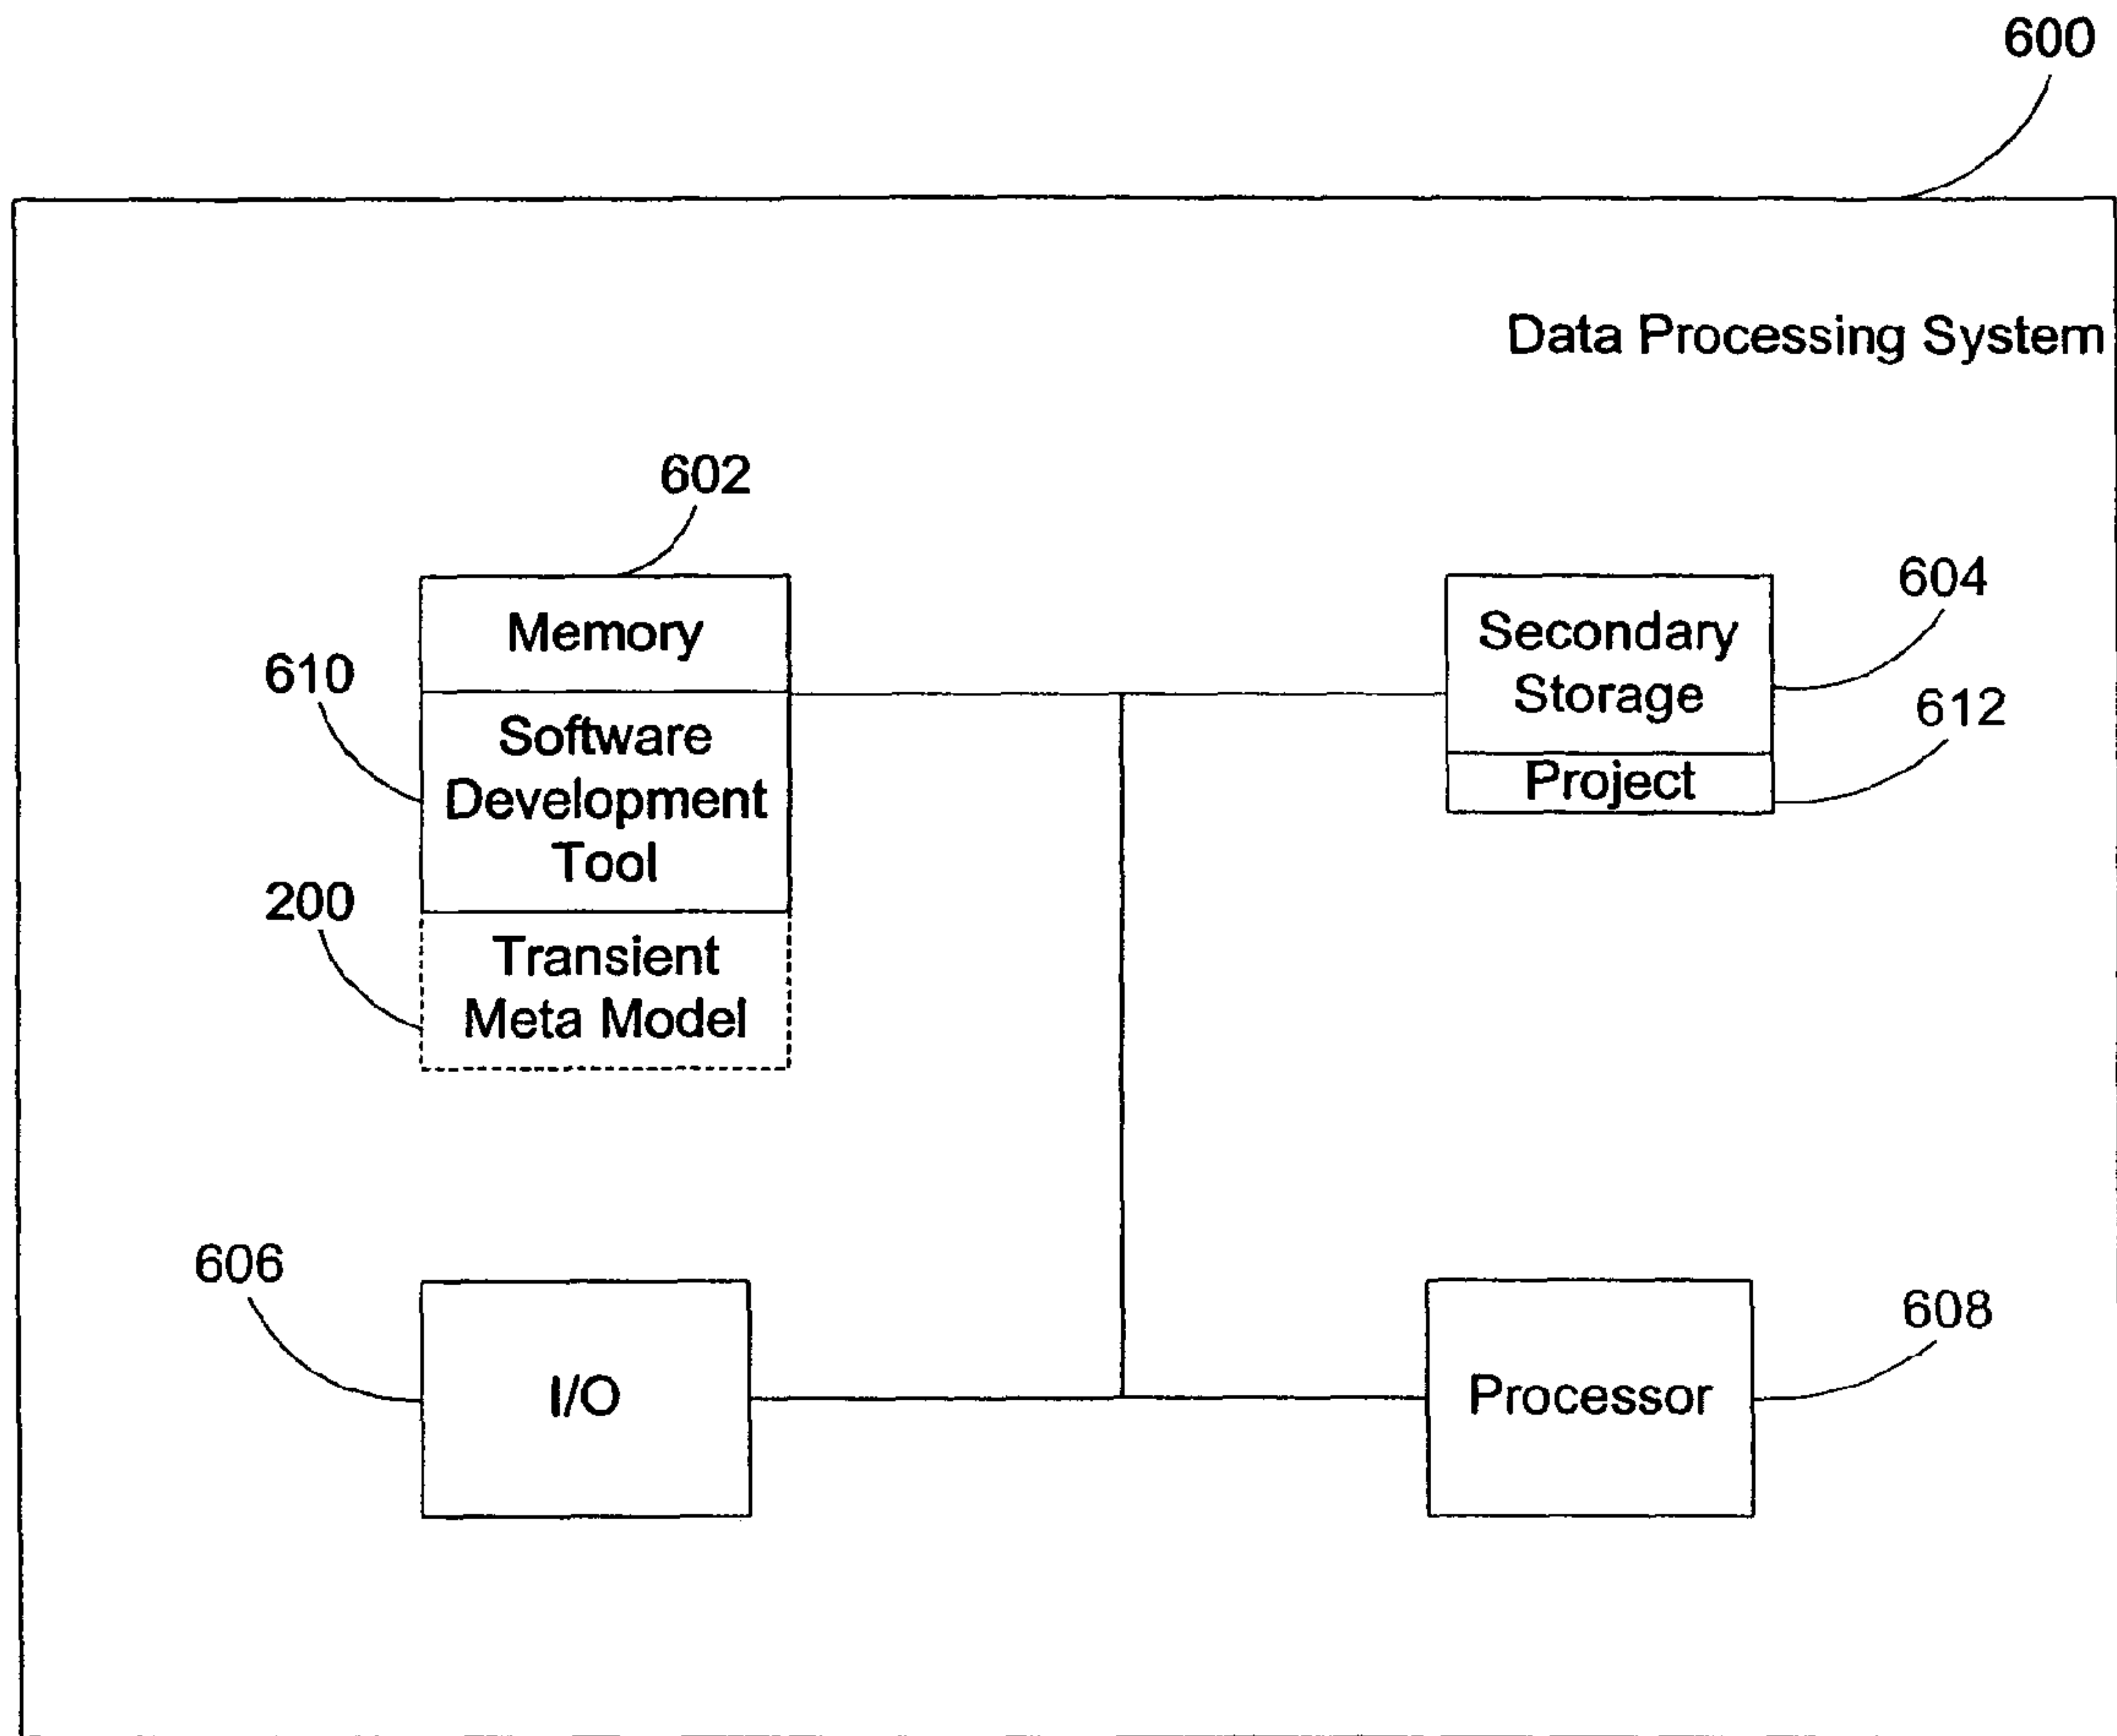 600
Data Processing System
602
Memory
610
Software
Development
Tool
200
Transient
Meta Model
604
Secondary
Storage
612
Project
606
I/O
608
Processor